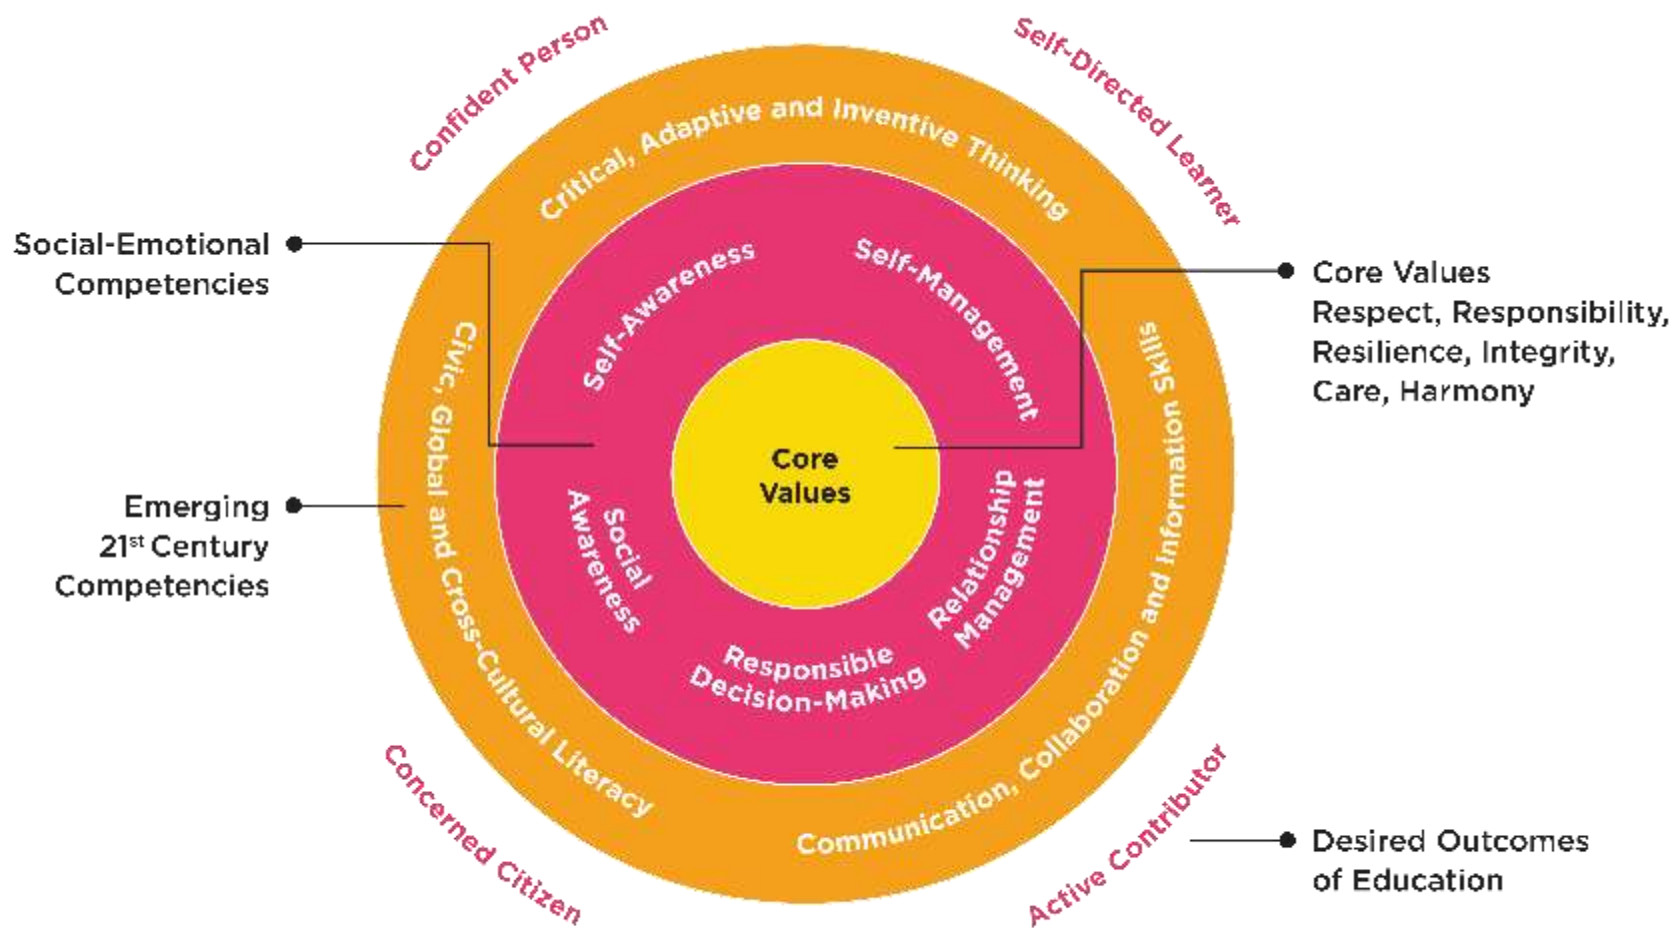 Confident Person
Self-Directed Learner
Critical, Adaptive and Inventive Thinking
Social-Emotional
Competencies
Self-Awareness
Self-Management
Core Values
Respect, Responsibility,
Resilience, Integrity,
Care, Harmony
Civic, Global and Cross-Cultural Literacy
Communication, Collaboration and Information Skills
Core
Values
Emerging
21st Century
Competencies
Social
Awareness
Relationship
Management
Responsible
Decision-Making
Concerned Citizen
Active Contributor
Desired Outcomes
of Education